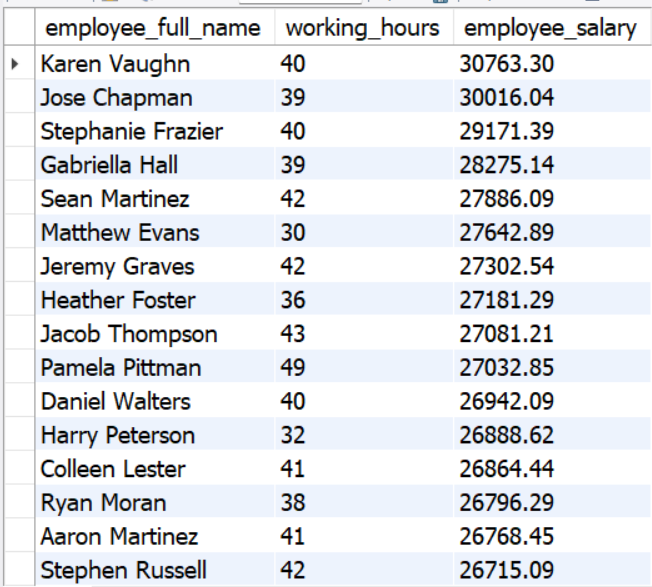 employee_full_name working_hours employee_salary
Karen Vaughn 40 30763.30
Jose Chapman 39 30016.04
Stephanie Frazier 40 29171.39
Gabriella Hall 39 28275.14
Sean Martinez 42 27886.09
Matthew Evans 30 27642.89
Jeremy Graves 42 27302.54
Heather Foster 36 27181.29
Jacob Thompson 43 27081.21
Pamela Pittman 49 27032.85
Daniel Walters 40 26942.09
Harry Peterson 32 26888.62
Colleen Lester 41 26864.44
Ryan Moran 38 26796.29
Aaron Martinez 41 26768.45
Stephen Russell 42 26715.09